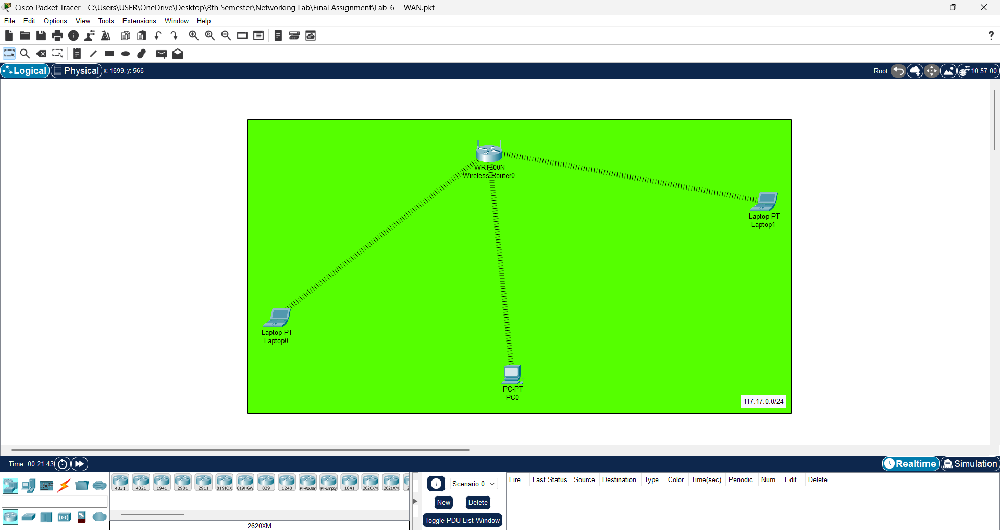 Cisco Packet Tracer - C:\Users\USER\OneDrive\Desktop\8th Semester\Networking Lab\Final Assignment\Lab_6 - WAN.pkt
File Edit Options View Tools Extensions Window Help
?
Logical Physical x: 1699, y: 566 Root 10:57:00
WRT300N
Wireless Router0
Laptop-PT
Laptop1
Laptop-PT
Laptop0
PC-PT
PC0
117.17.0.0/24
Time: 00:21:43 Realtime Simulation
4331 4321 1941 2901 2911 819IOX 819HGW 829 1240 PT-Router PT-Empty 1841 2620XM 2621XM 2
Scenario 0
New Delete
Toggle PDU List Window
Fire Last Status Source Destination Type Color Time(sec) Periodic Num Edit Delete
2620XM